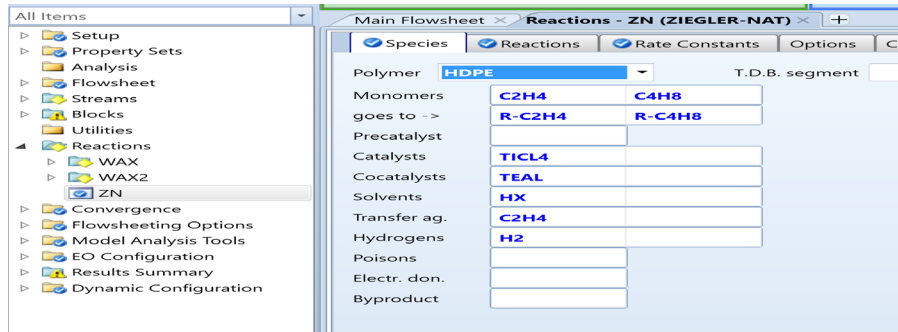 All Items
Setup
Property Sets
Analysis
Flowsheet
Streams
Blocks
Utilities
Reactions
WAX
WAX2
ZN
Convergence
Flowsheeting Options
Model Analysis Tools
EO Configuration
Results Summary
Dynamic Configuration
Main Flowsheet × Reactions - ZN (ZIEGLER-NAT) × +
Species Reactions Rate Constants Options C
Polymer HDPE T.D.B. segment
Monomers C2H4 C4H8
goes to -> R-C2H4 R-C4H8
Precatalyst
Catalysts TICL4
Cocatalysts TEAL
Solvents HX
Transfer ag. C2H4
Hydrogens H2
Poisons
Electr. don.
Byproduct